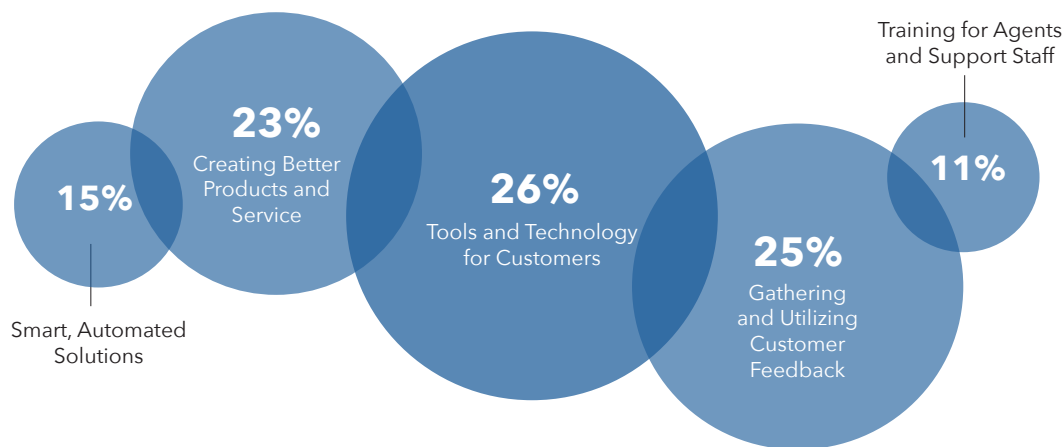 15%
Smart, Automated
Solutions
23%
Creating Better
Products and
Service
26%
Tools and Technology
for Customers
25%
Gathering
and Utilizing
Customer
Feedback
Training for Agents
and Support Staff
11%